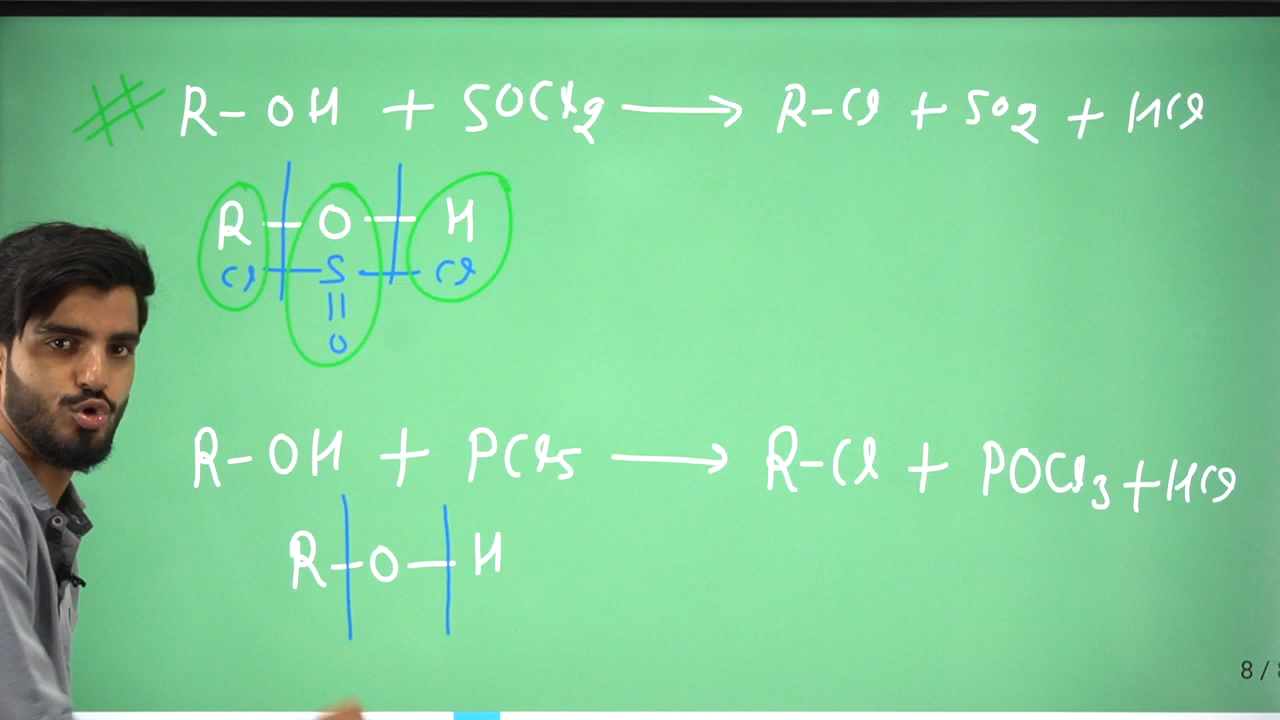 # R-OH + SOCl2 ⟶ R-Cl + SO2 + HCl
R-O-H
Cl-S-Cl
||
O
R-OH + PCl5 ⟶ R-Cl + POCl3 + HCl
R-O-H
8 / 8